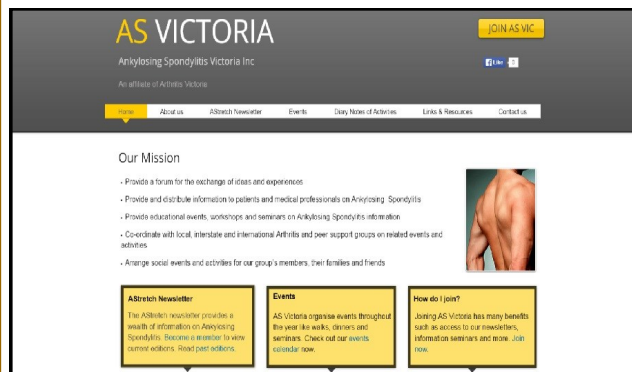 AS VICTORIA
JOIN AS VIC
Ankylosing Spondylitis Victoria Inc
Like 0
An affiliate of Arthritis Victoria
Home About us AStretch Newsletter Events Diary Notes of Activities Links & Resources Contact us
Our Mission
• Provide a forum for the exchange of ideas and experiences
• Provide and distribute information to patients and medical professionals on Ankylosing Spondylitis
• Provide educational events, workshops and seminars on Ankylosing Spondylitis information
• Co-ordinate with local, interstate and international Arthritis and peer support groups on related events and
activities
• Arrange social events and activities for our group's members, their families and friends
AStretch Newsletter
The AStretch newsletter provides a
wealth of information on Ankylosing
Spondylitis. Become a member to view
current editions. Read past editions.
Events
AS Victoria organise events throughout
the year like walks, dinners and
seminars. Check out our events
calendar now.
How do I join?
Joining AS Victoria has many benefits
such as access to our newsletters,
information seminars and more. Join
now.